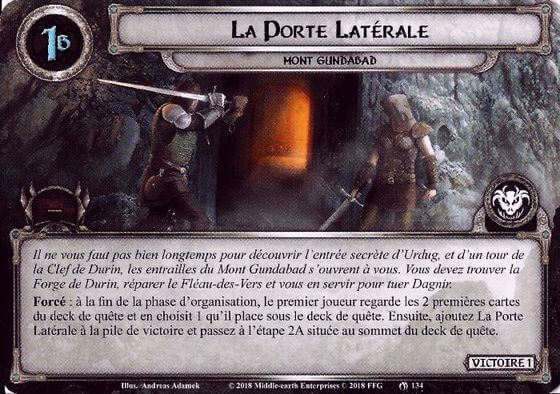 1B
La Porte Latérale
Mont Gundabad
Il ne vous faut pas bien longtemps pour découvrir l'entrée secrète d'Urdug, et d'un tour de
la Clef de Durin, les entrailles du Mont Gundabad s'ouvrent à vous. Vous devez trouver la
Forge de Durin, réparer le Fléau-des-Vers et vous en servir pour tuer Dagnir.
Forcé : à la fin de la phase d'organisation, le premier joueur regarde les 2 premières cartes
du deck de quête et en choisit 1 qu'il place sous le deck de quête. Ensuite, ajoutez La Porte
Latérale à la pile de victoire et passez à l'étape 2A située au sommet du deck de quête.
Victoire 1
Illus. Andreas Adamek © 2018 Middle-earth Enterprises © 2018 FFG 134